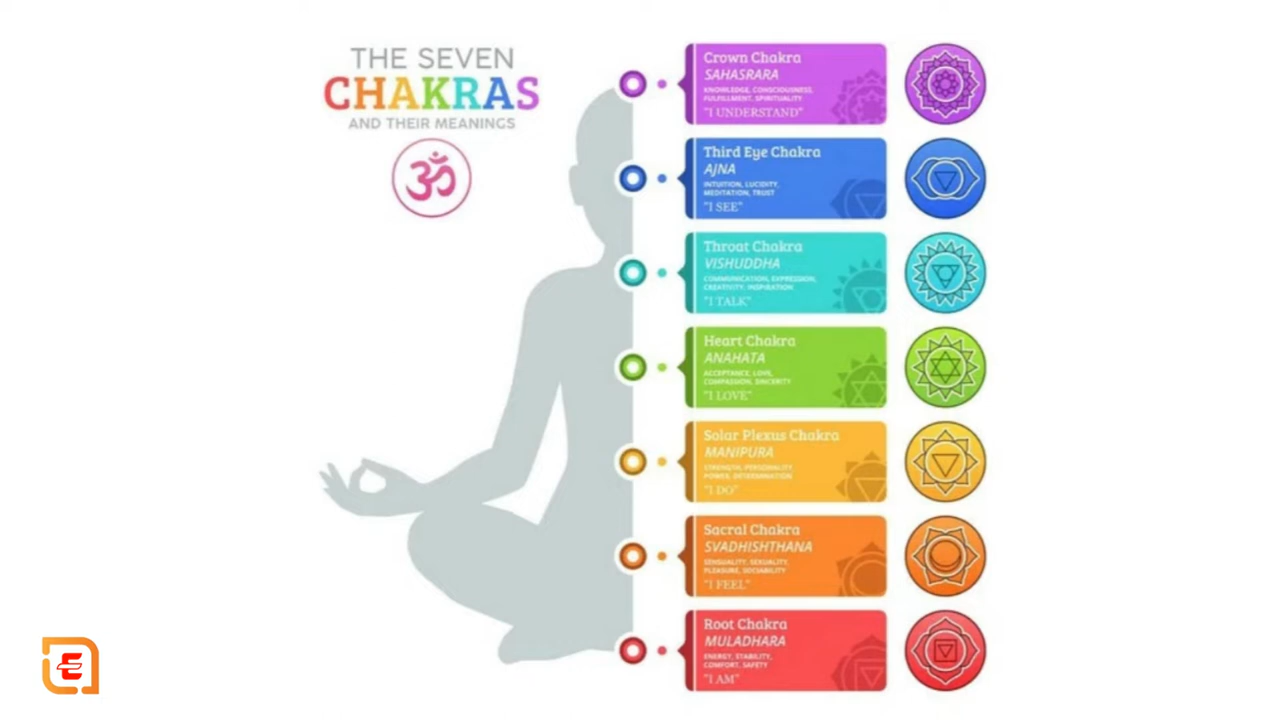 THE SEVEN
CHAKRAS
AND THEIR MEANINGS
ॐ
Crown Chakra
SAHASRARA
KNOWLEDGE, CONSCIOUSNESS,
FULFILLMENT, SPIRITUALITY
"I UNDERSTAND"
Third Eye Chakra
AJNA
INTUITION, LUCIDITY,
MEDITATION, TRUST
"I SEE"
Throat Chakra
VISHUDDHA
COMMUNICATION, EXPRESSION,
CREATIVITY, INSPIRATION
"I TALK"
Heart Chakra
ANAHATA
ACCEPTANCE, LOVE,
COMPASSION, SINCERITY
"I LOVE"
Solar Plexus Chakra
MANIPURA
STRENGTH, PERSONALITY,
POWER, DETERMINATION
"I DO"
Sacral Chakra
SVADHISHTHANA
SENSUALITY, SEXUALITY,
PLEASURE, SOCIABILITY
"I FEEL"
Root Chakra
MULADHARA
ENERGY, STABILITY,
COMFORT, SAFETY
"I AM"
E